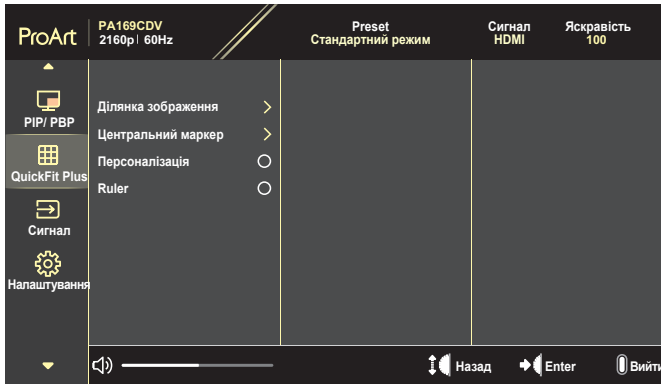 ProArt
PA169CDV
2160p | 60Hz
Preset
Стандартний режим
Сигнал
HDMI
Яскравість
100
PIP/ PBP
QuickFit Plus
Сигнал
Налаштування
Ділянка зображення
Центральний маркер
Персоналізація
Ruler
Назад
Enter
Вийти